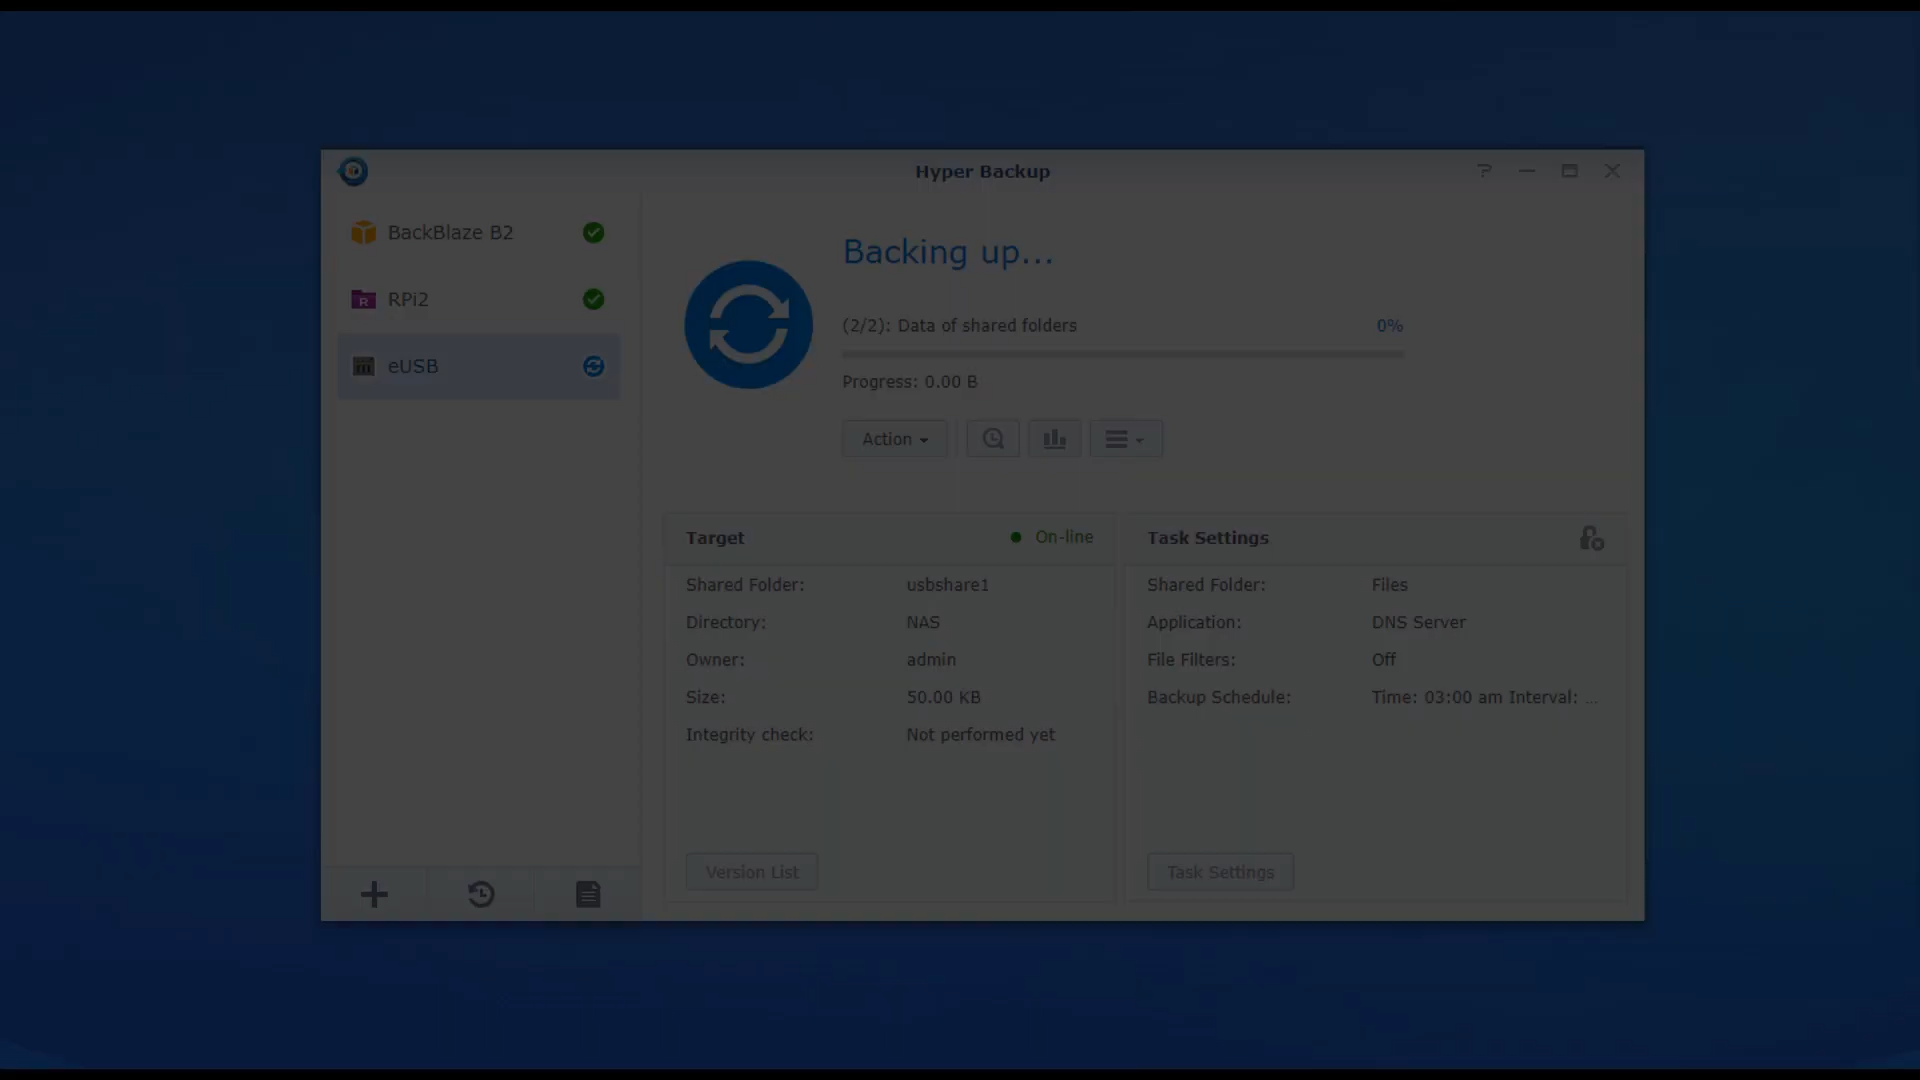 Hyper Backup
BackBlaze B2
R RPi2
eUSB
Backing up...
(2/2): Data of shared folders 0%
Progress: 0.00 B
Action
Target On-line
Shared Folder: usbshare1
Directory: NAS
Owner: admin
Size: 50.00 KB
Integrity check: Not performed yet
Version List
Task Settings
Shared Folder: Files
Application: DNS Server
File Filters: Off
Backup Schedule: Time: 03:00 am Interval: ...
Task Settings